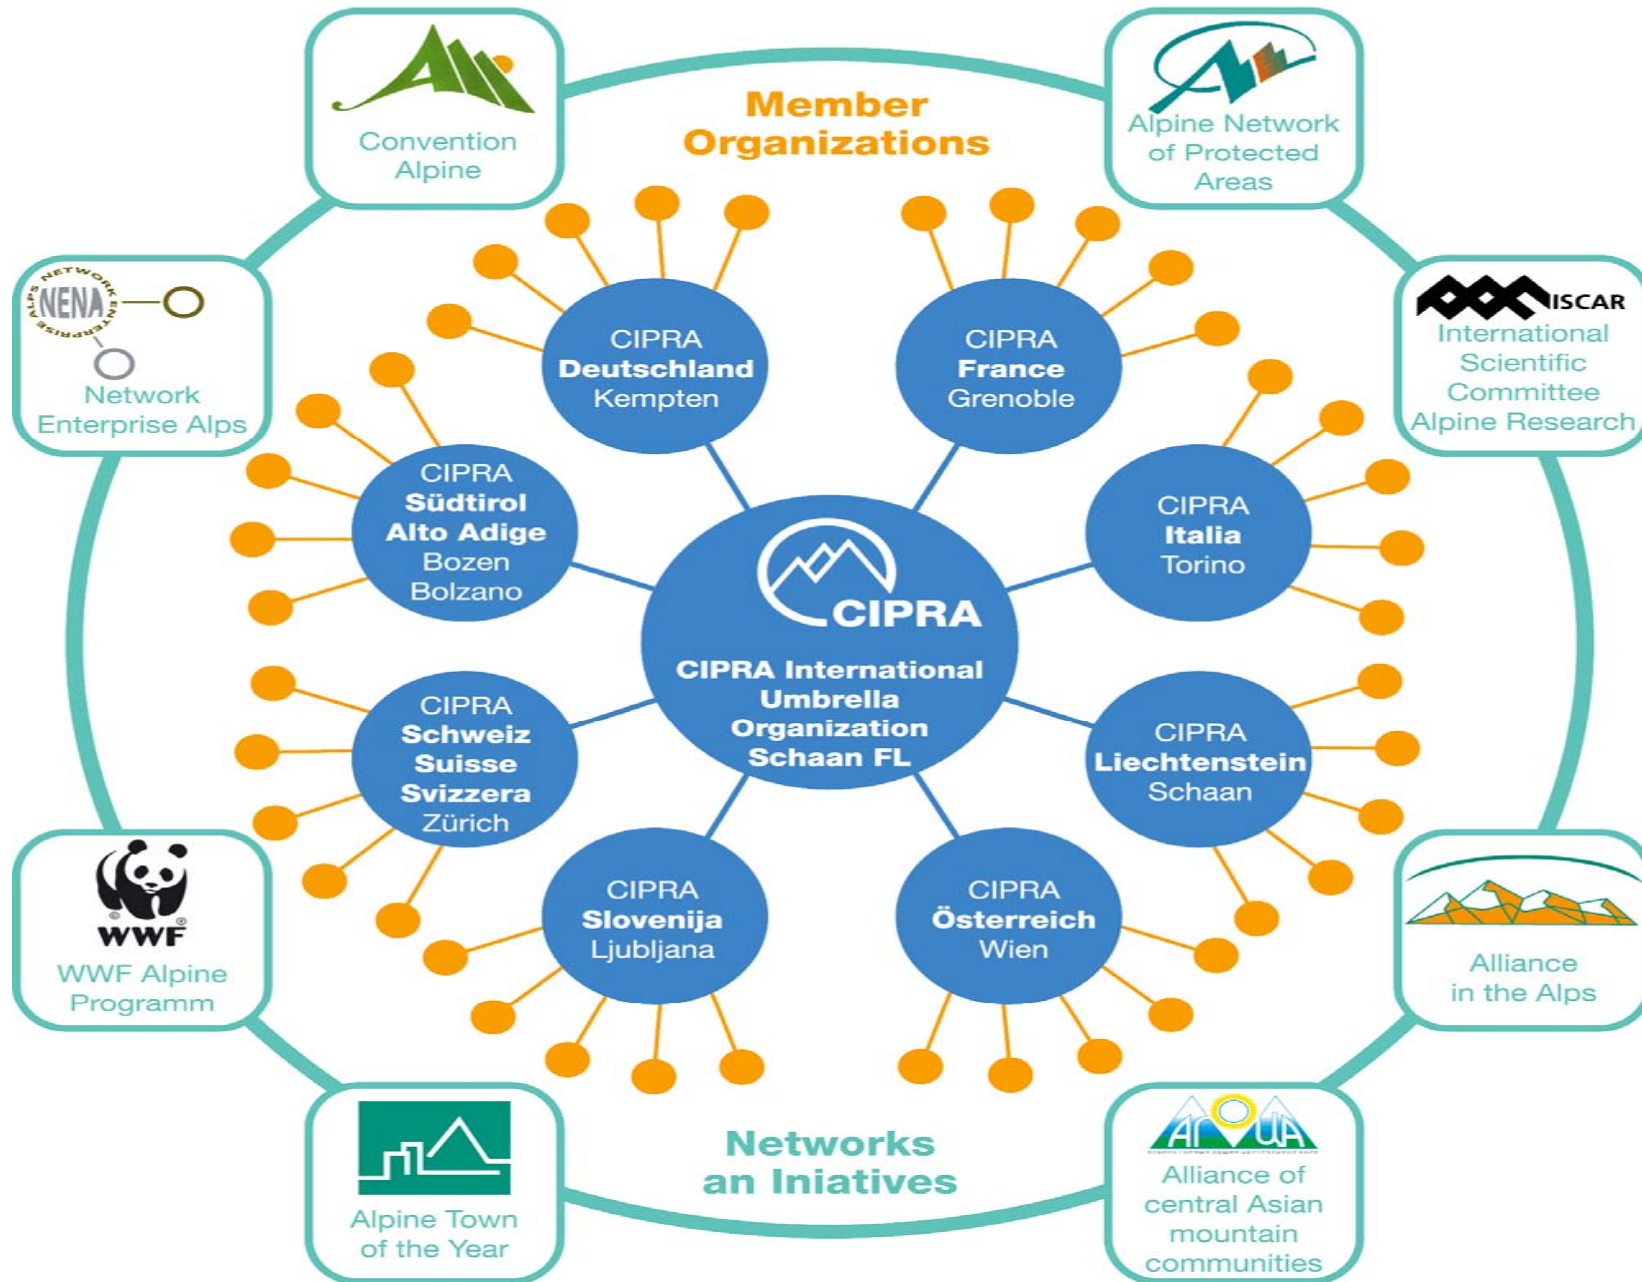 Convention
Alpine
Member
Organizations
Alpine Network
of Protected
Areas
NETWORK ENTERPRISE ALPS
NENA
Network
Enterprise Alps
ISCAR
International
Scientific
Committee
Alpine Research
CIPRA
Deutschland
Kempten
CIPRA
France
Grenoble
CIPRA
Südtirol
Alto Adige
Bozen
Bolzano
CIPRA
Italia
Torino
CIPRA
CIPRA International
Umbrella
Organization
Schaan FL
CIPRA
Schweiz
Suisse
Svizzera
Zürich
CIPRA
Liechtenstein
Schaan
CIPRA
Slovenija
Ljubljana
CIPRA
Österreich
Wien
© ®
WWF
WWF Alpine
Programm
Alliance
in the Alps
Alpine Town
of the Year
Networks
an Iniatives
Alliance of
central Asian
mountain
communities